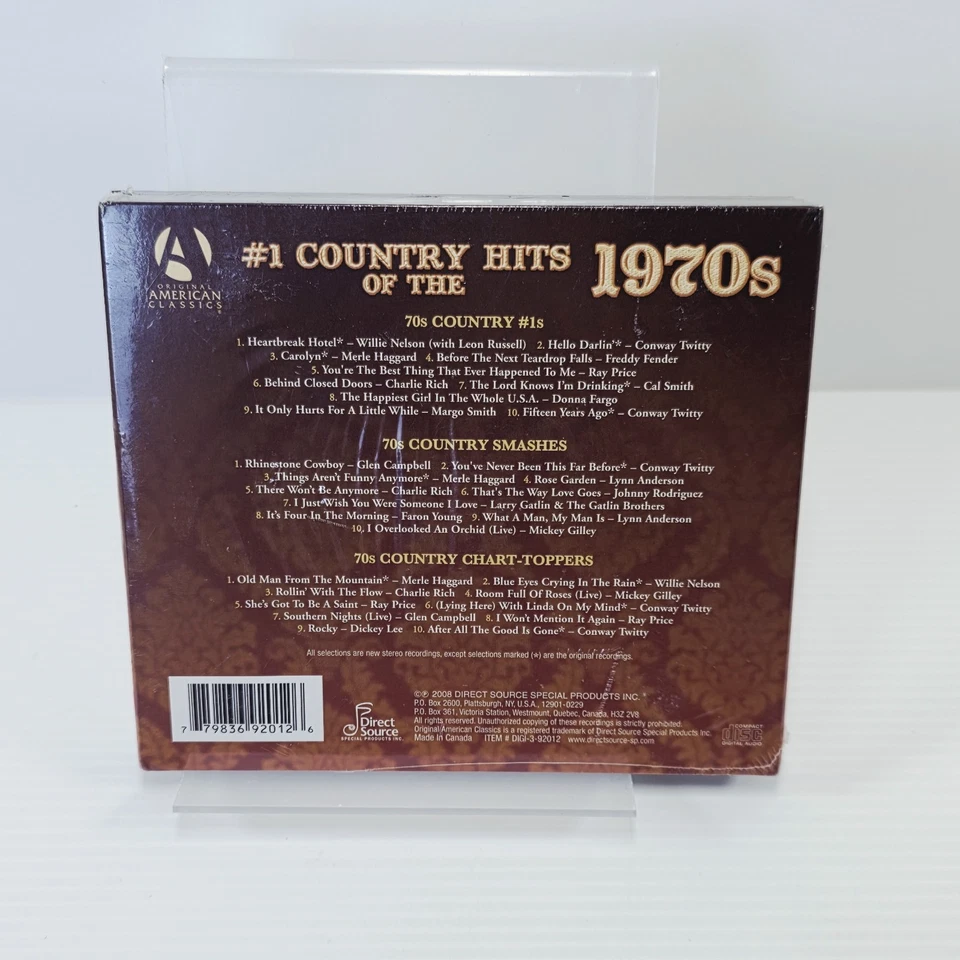 ORIGINAL
AMERICAN
CLASSICS
#1 COUNTRY HITS
OF THE
1970s
70s COUNTRY #1s
1. Heartbreak Hotel* – Willie Nelson (with Leon Russell) 2. Hello Darlin'* – Conway Twitty
3. Carolyn* – Merle Haggard 4. Before The Next Teardrop Falls – Freddy Fender
5. You're The Best Thing That Ever Happened To Me – Ray Price
6. Behind Closed Doors – Charlie Rich 7. The Lord Knows I'm Drinking* – Cal Smith
8. The Happiest Girl In The Whole U.S.A. – Donna Fargo
9. It Only Hurts For A Little While – Margo Smith 10. Fifteen Years Ago* – Conway Twitty
70s COUNTRY SMASHES
1. Rhinestone Cowboy – Glen Campbell 2. You've Never Been This Far Before* – Conway Twitty
3. Things Aren't Funny Anymore* – Merle Haggard 4. Rose Garden – Lynn Anderson
5. There Won't Be Anymore – Charlie Rich 6. That's The Way Love Goes – Johnny Rodriguez
7. I Just Wish You Were Someone I Love – Larry Gatlin & The Gatlin Brothers
8. It's Four In The Morning – Faron Young 9. What A Man, My Man Is – Lynn Anderson
10. I Overlooked An Orchid (Live) – Mickey Gilley
70s COUNTRY CHART-TOPPERS
1. Old Man From The Mountain* – Merle Haggard 2. Blue Eyes Crying In The Rain* – Willie Nelson
3. Rollin' With The Flow – Charlie Rich 4. Room Full Of Roses (Live) – Mickey Gilley
5. She's Got To Be A Saint – Ray Price 6. (Lying Here) With Linda On My Mind* – Conway Twitty
7. Southern Nights (Live) – Glen Campbell 8. I Won't Mention It Again – Ray Price
9. Rocky – Dickey Lee 10. After All The Good Is Gone* – Conway Twitty
All selections are new stereo recordings, except selections marked (*) are the original recordings.
7 79836 92012 6
Direct
Source
SPECIAL PRODUCTS INC.
©℗ 2008 DIRECT SOURCE SPECIAL PRODUCTS INC.
P.O. Box 2600, Plattsburgh, NY, U.S.A., 12901-0229
P.O. Box 361, Victoria Station, Westmount, Quebec, Canada, H3Z 2V8
All rights reserved. Unauthorized copying of these recordings is strictly prohibited.
Original American Classics is a registered trademark of Direct Source Special Products Inc.
Made in Canada ITEM # DIGI-3-92012 www.directsource-sp.com
COMPACT
disc
DIGITAL AUDIO